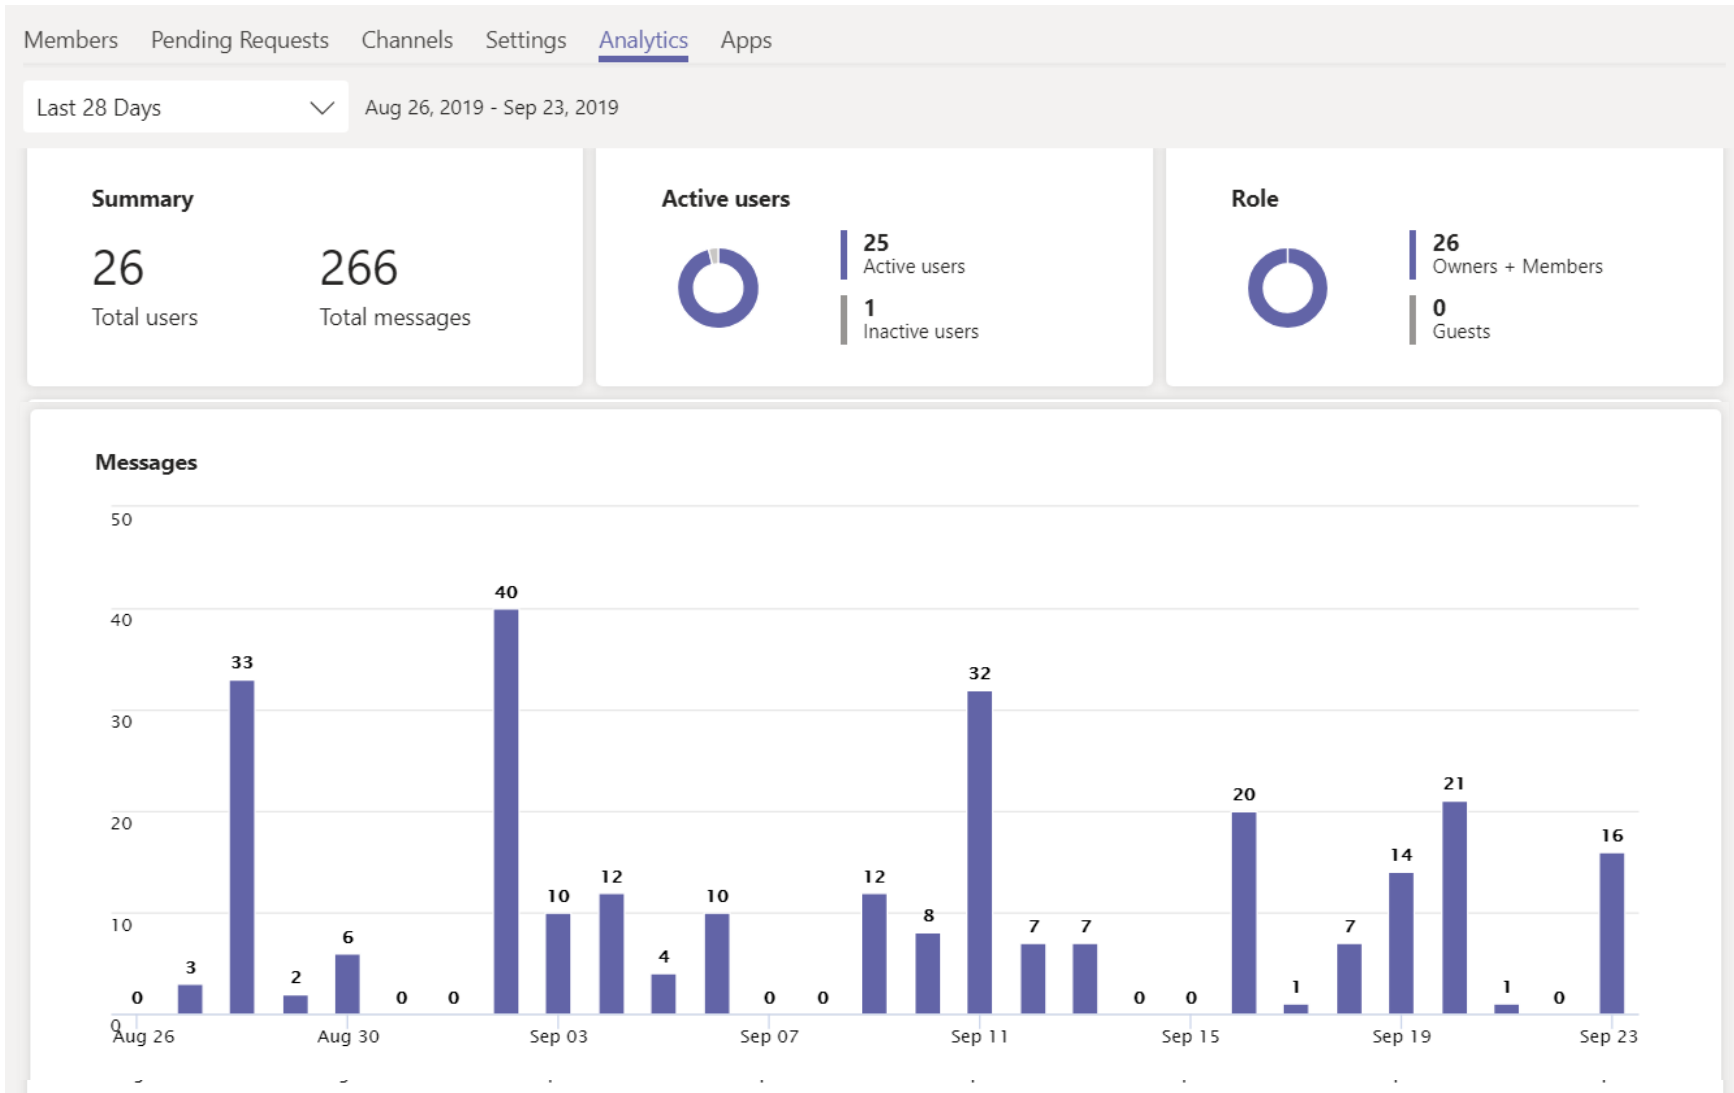 Members Pending Requests Channels Settings Analytics Apps
Last 28 Days Aug 26, 2019 - Sep 23, 2019
Summary
26 266
Total users Total messages
Active users
25
Active users
1
Inactive users
Role
26
Owners + Members
0
Guests
Messages
50
40
30
20
10
0
0 3 33 2 6 0 0 40 10 12 4 10 0 0 12 8 32 7 7 0 0 20 1 7 14 21 1 0 16
Aug 26 Aug 30 Sep 03 Sep 07 Sep 11 Sep 15 Sep 19 Sep 23